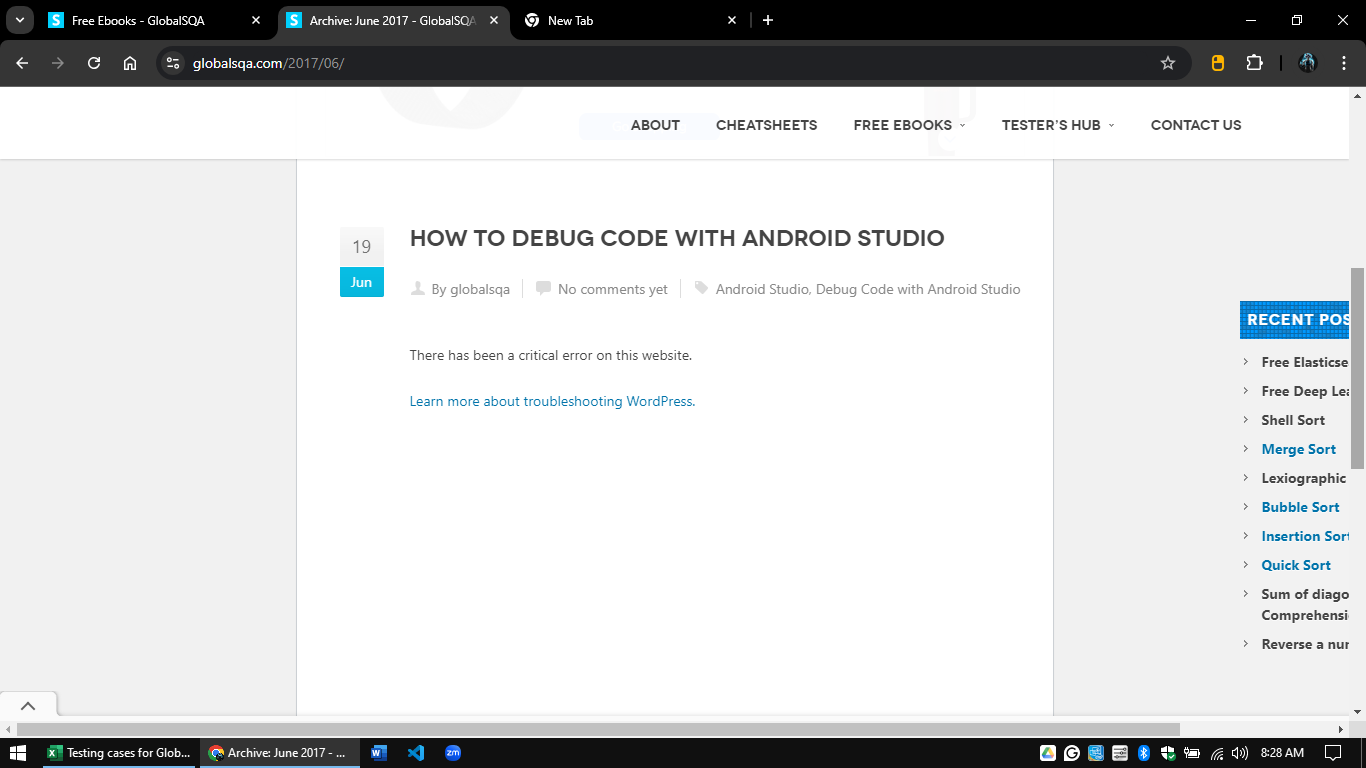 Free Ebooks - GlobalSQA
Archive: June 2017 - GlobalSQA
New Tab
globalsqa.com/2017/06/
ABOUT CHEATSHEETS FREE EBOOKS TESTER'S HUB CONTACT US
19
Jun
HOW TO DEBUG CODE WITH ANDROID STUDIO
By globalsqa No comments yet Android Studio, Debug Code with Android Studio
There has been a critical error on this website.
Learn more about troubleshooting WordPress.
RECENT POS
Free Elasticse
Free Deep Lea
Shell Sort
Merge Sort
Lexiographic
Bubble Sort
Insertion Sort
Quick Sort
Sum of diago
Comprehensi
Reverse a nur
Testing cases for Glob...
Archive: June 2017 - ...
zm
8:28 AM